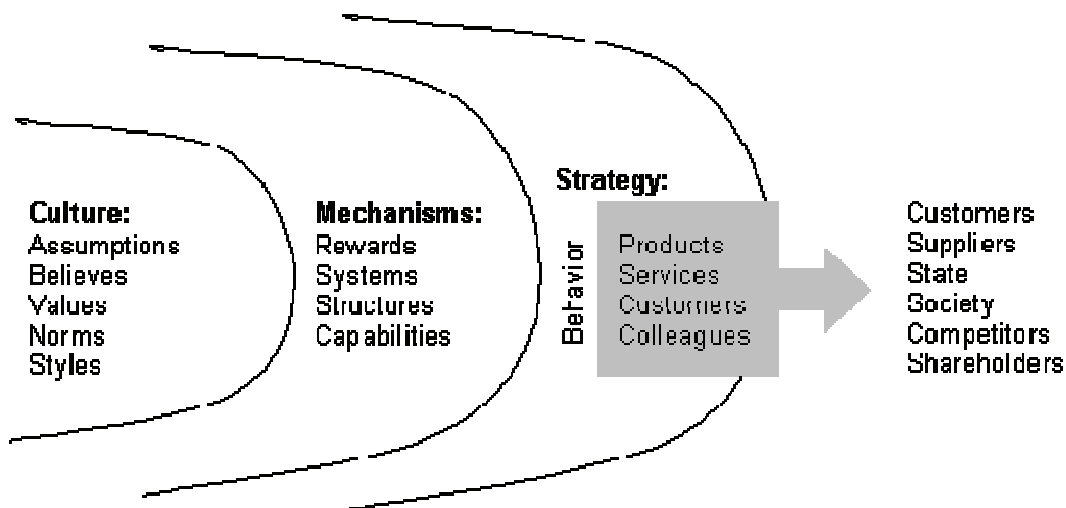 Culture:
Assumptions
Believes
Values
Norms
Styles
Mechanisms:
Rewards
Systems
Structures
Capabilities
Strategy:
Behavior
Products
Services
Customers
Colleagues
Customers
Suppliers
State
Society
Competitors
Shareholders